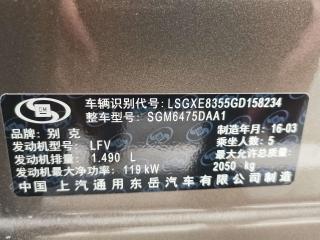 GM
车辆识别代号: LSGXE8355GD158234
整车型号: SGM6475DAA1
品牌: 别克
制造年月: 16-03
发动机型号: LFV
乘坐人数: 5
发动机排量: 1.490 L
最大允许总质量:
发动机最大净功率: 119 kW
2050 kg
中国 上汽通用东岳汽车有限公司制造